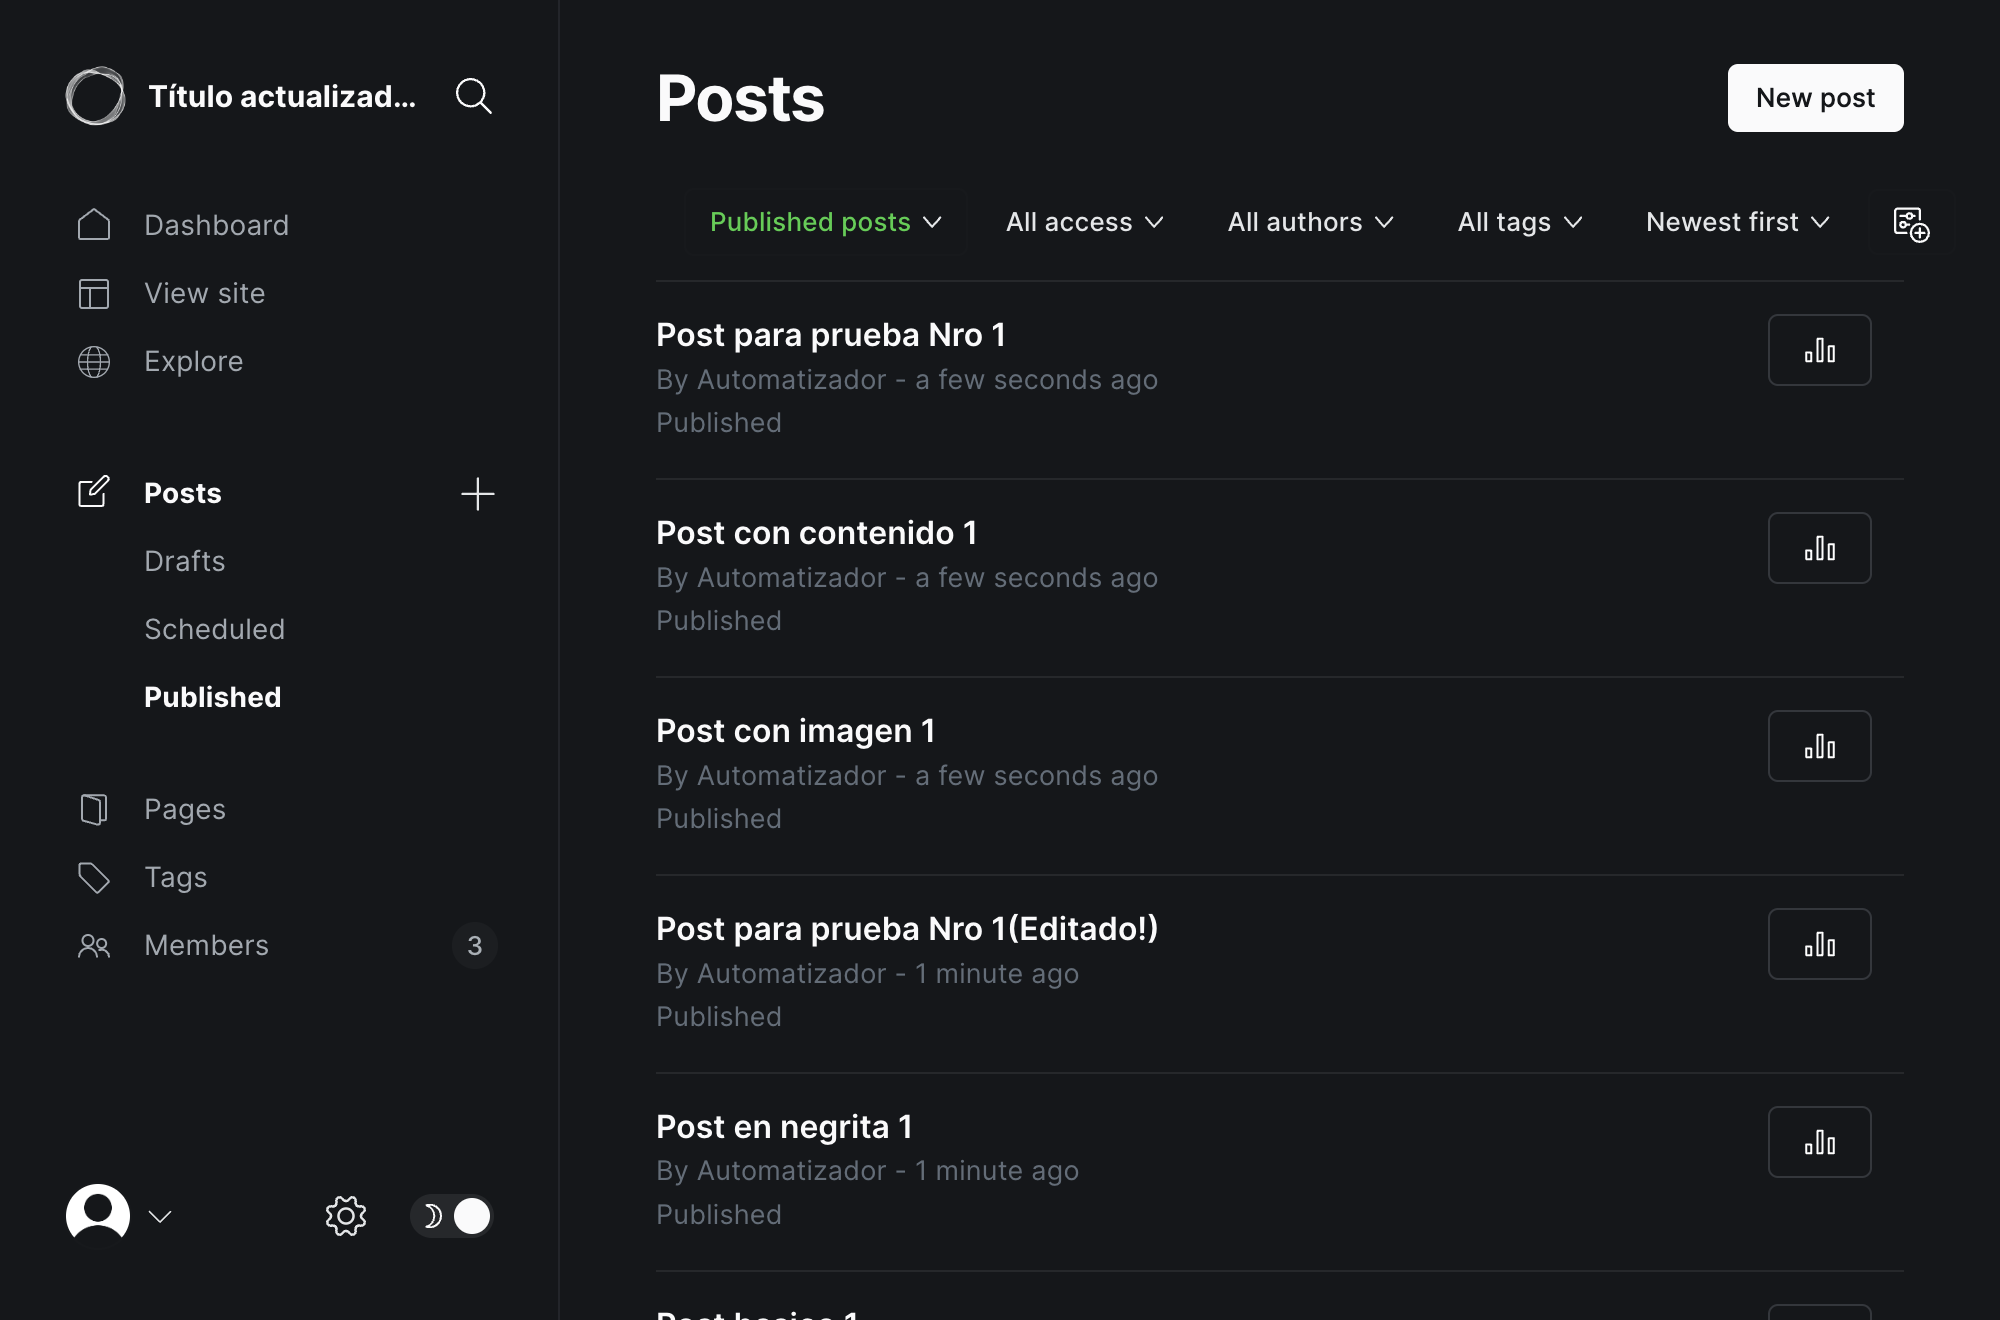 Título actualizad...
Dashboard
View site
Explore
Posts
Drafts
Scheduled
Published
Pages
Tags
Members 3
Posts
New post
Published posts All access All authors All tags Newest first
Post para prueba Nro 1
By Automatizador - a few seconds ago
Published
Post con contenido 1
By Automatizador - a few seconds ago
Published
Post con imagen 1
By Automatizador - a few seconds ago
Published
Post para prueba Nro 1(Editado!)
By Automatizador - 1 minute ago
Published
Post en negrita 1
By Automatizador - 1 minute ago
Published
Post 1